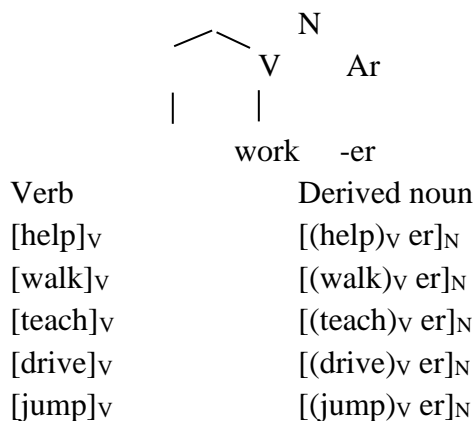 N
V Ar
work -er
Verb Derived noun
[help]V [(help)V er]N
[walk]V [(walk)V er]N
[teach]V [(teach)V er]N
[drive]V [(drive)V er]N
[jump]V [(jump)V er]N